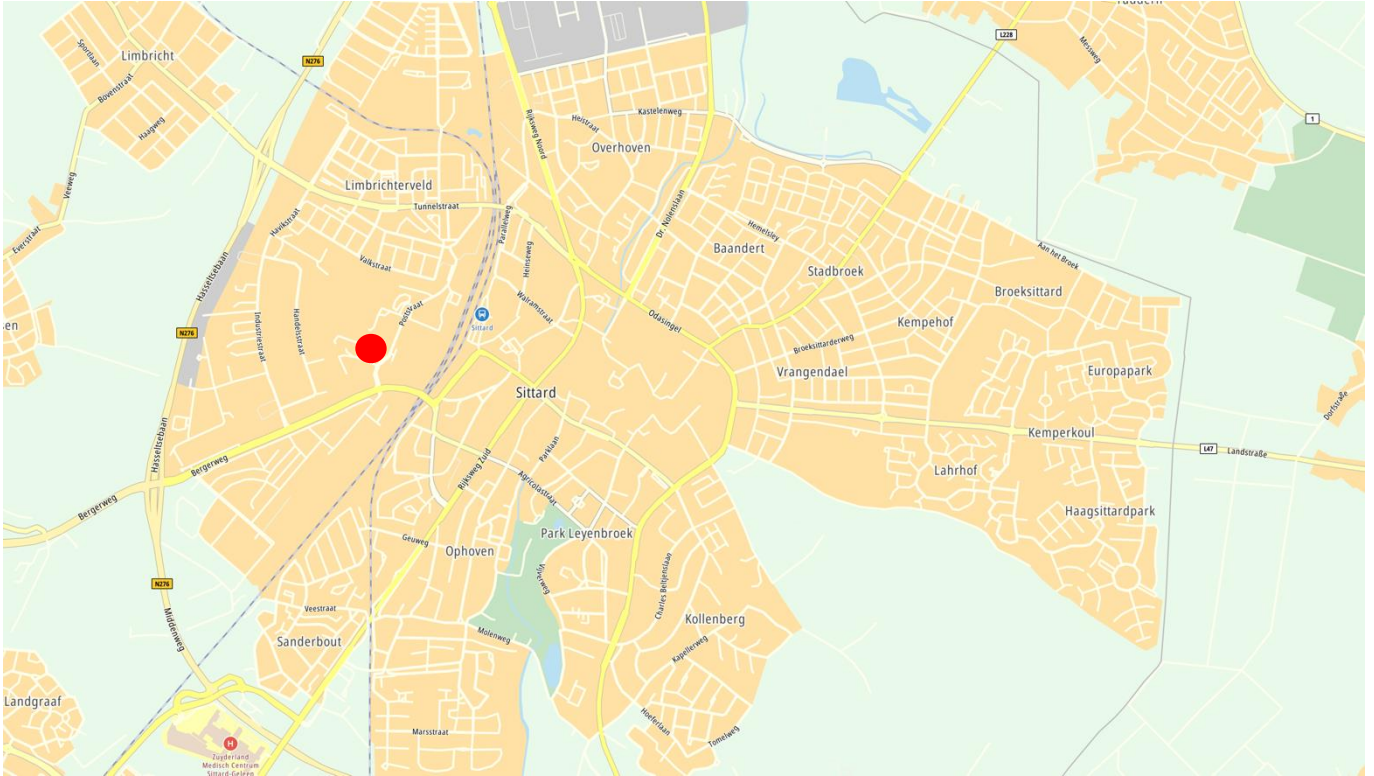 Limbricht
Sportlaan
Bovenstraat
Haagweg
Veeweg
Everstraat
N276
L228
Messweg
1
Rijksweg Noord
Heistraat
Kastelenweg
Overhoven
Limbrichterveld
Tunnelstraat
Havikstraat
Valkstraat
Parallelweg
Heinseweg
Dr. Nolenslaan
Hemelsley
Baandert
Stadbroek
Aan het Broek
Broeksittard
Hasseltsebaan
N276
Industriestraat
Handelsstraat
Poststraat
Sittard
Walramstraat
Odasingel
Broeksittarderweg
Kempehof
Vrangendael
Europapark
Dorfstraße
Sittard
Kemperkoul
L47
Landstraße
Hasseltsebaan
Bergerweg
Bergerweg
Rijksweg Zuid
Parklaan
Agricolastraat
Lahrhof
Haagsittardpark
N276
Middenweg
Geuweg
Ophoven
Park Leyenbroek
Vijverweg
Charles Beltjenslaan
Veestraat
Sanderbout
Molenweg
Kollenberg
Kapellerweg
Landgraaf
Marsstraat
Hoeferlaan
Tomelweg
H
Zuyderland
Medisch Centrum
Sittard-Geleen